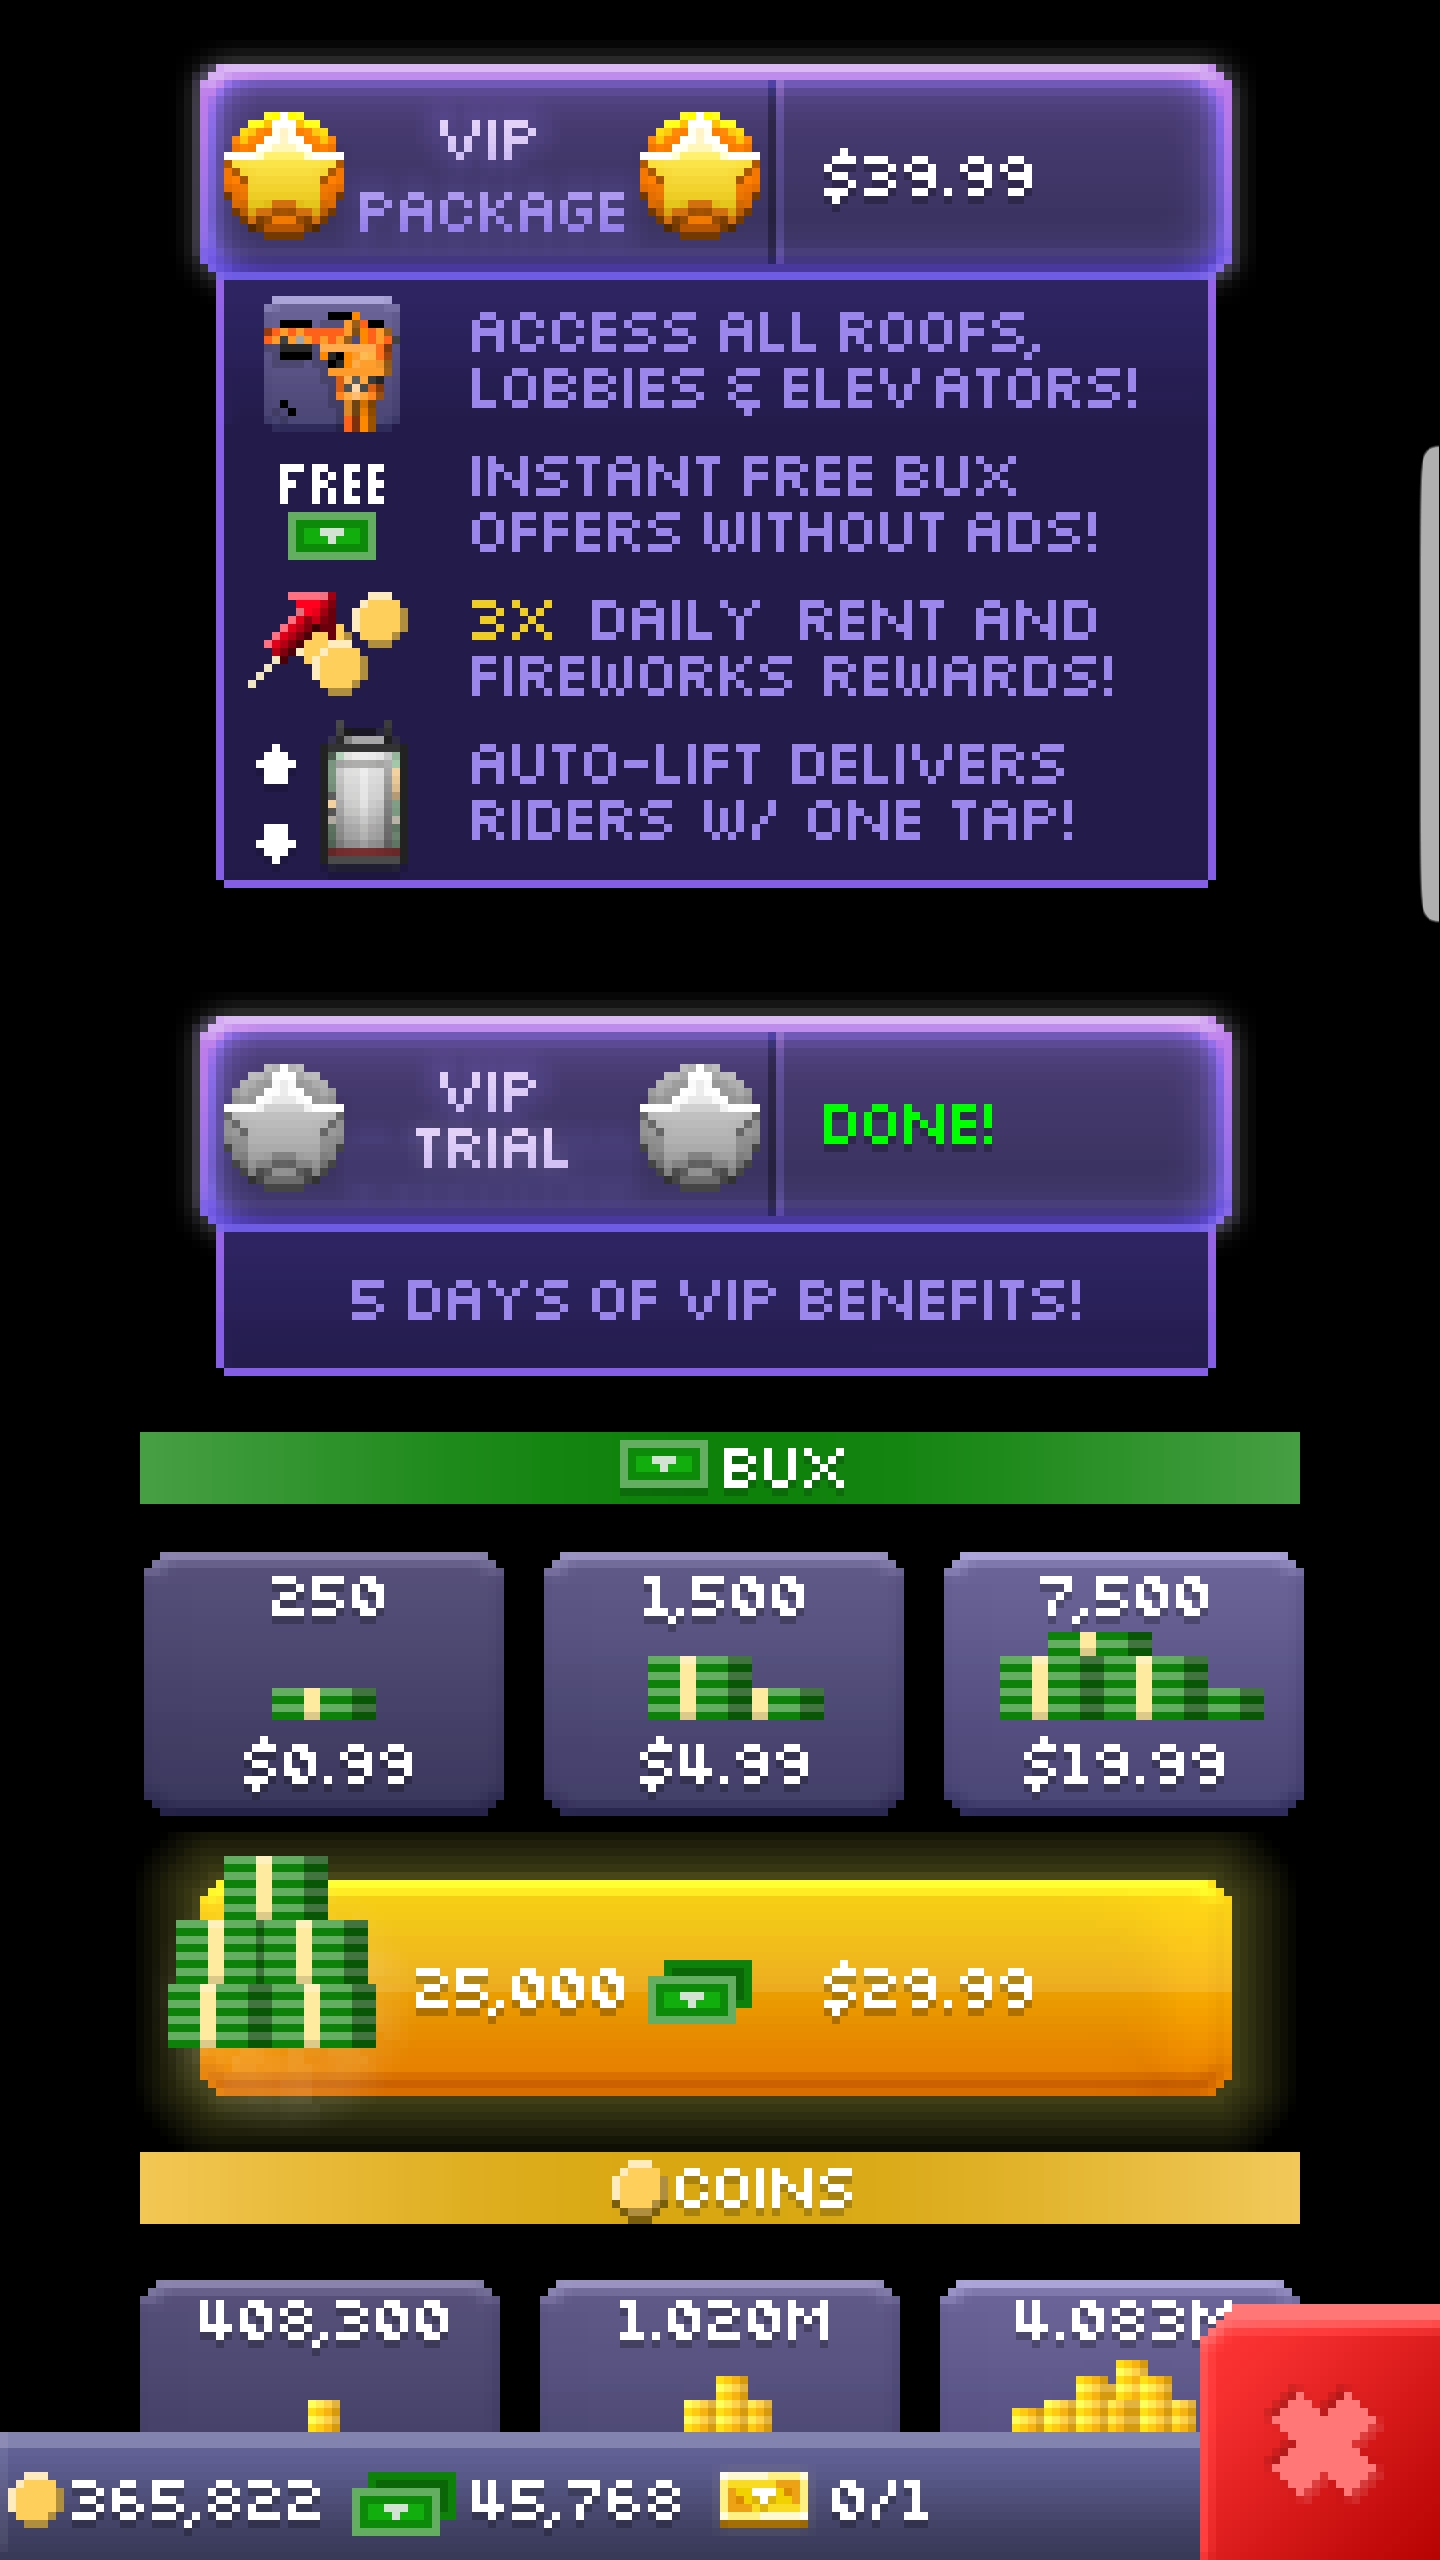 VIP
PACKAGE
$39.99
ACCESS ALL ROOFS,
LOBBIES & ELEVATORS!
FREE
INSTANT FREE BUX
OFFERS WITHOUT ADS!
3X DAILY RENT AND
FIREWORKS REWARDS!
AUTO-LIFT DELIVERS
RIDERS W/ ONE TAP!
VIP
TRIAL
DONE!
5 DAYS OF VIP BENEFITS!
BUX
250
1,500
7,500
$0.99
$4.99
$19.99
25,000
$29.99
COINS
408,300
1.020M
4.083M
365,822
45,768
0/1